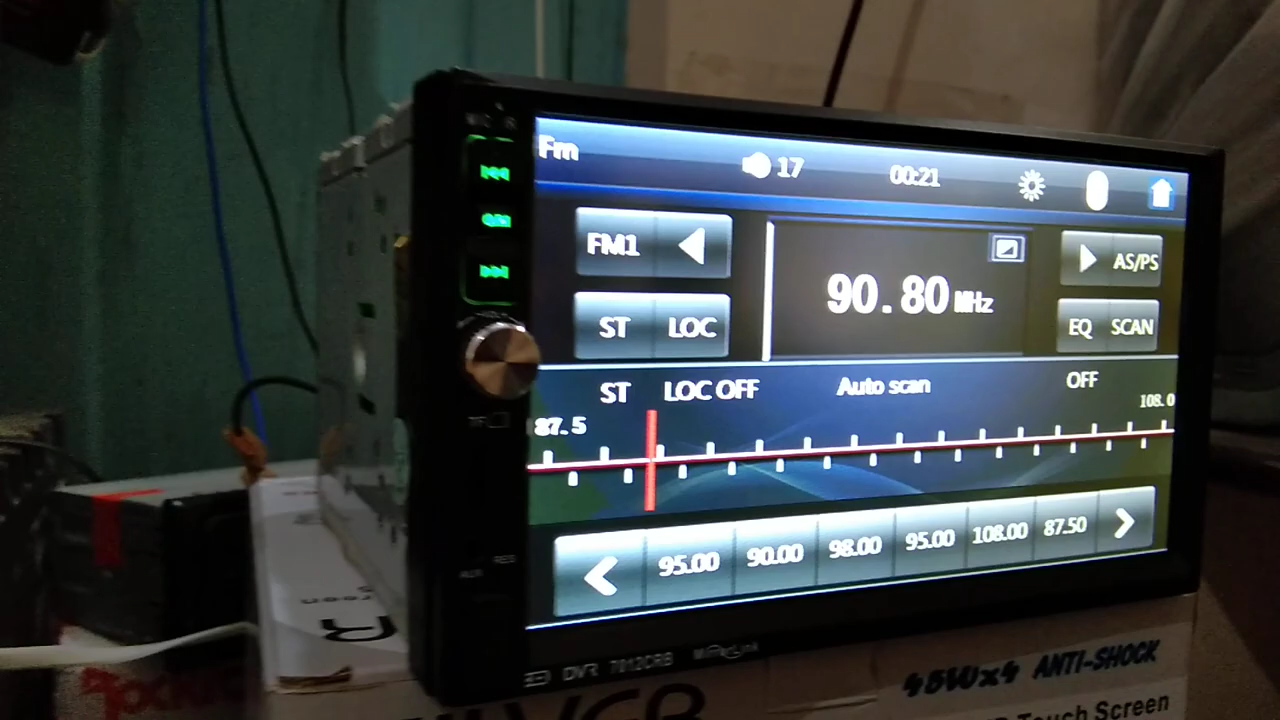 Fm 17 00:21
FM1 AS/PS
90.80 MHz
ST LOC EQ SCAN
ST LOC OFF Auto scan OFF
87.5 108.0
95.00 90.00 98.00 95.00 108.00 87.50
RES
DVR 7012CRB
45Wx4 ANTI-SHOCK
Touch Screen